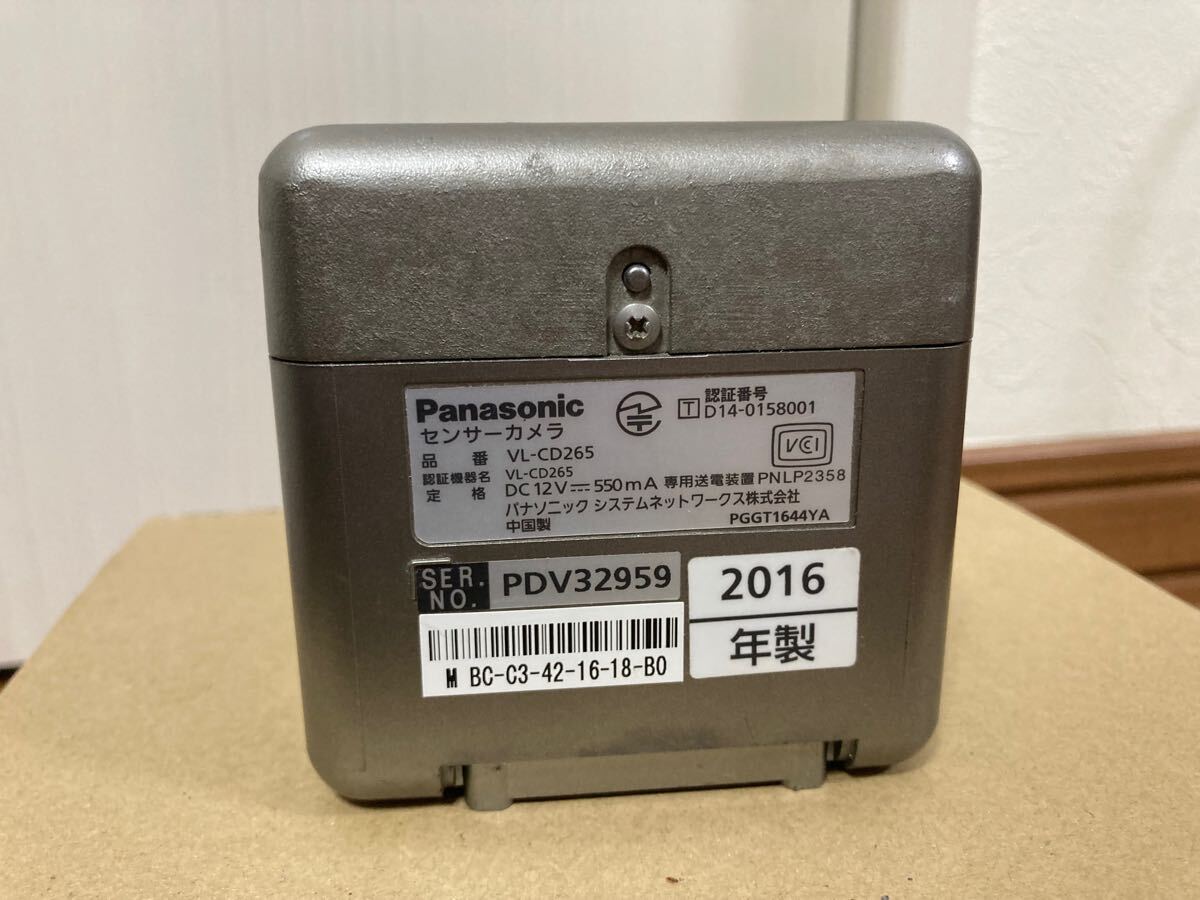 Panasonic
センサーカメラ
T 認証番号
D14-0158001
品 番 VL-CD265
VCCI
認証機器名 VL-CD265
定 格 DC 12V 550mA 専用送電装置 PNLP2358
パナソニック システムネットワークス株式会社
中国製 PGGT1644YA
SER. NO. PDV32959
2016
年製
M BC-C3-42-16-18-B0